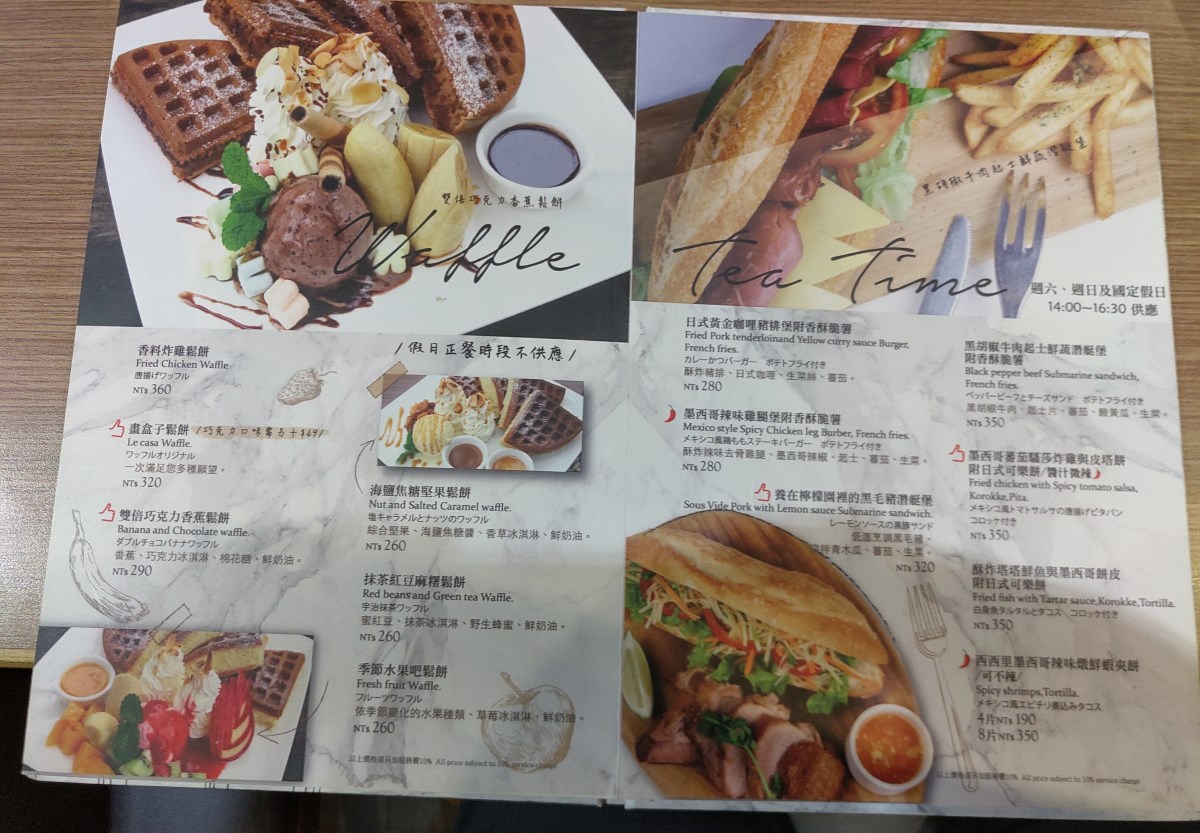 雙倍巧克力香蕉鬆餅
Waffle
/假日正餐時段不供應/
香料炸雞鬆餅
Fried Chicken Waffle
唐揚げワッフル
NT$ 360
畫盒子鬆餅
Le casa Waffle.
ワッフルオリジナル
一次滿足您多種願望。
NT$ 320
雙倍巧克力香蕉鬆餅
Banana and Chocolate waffle.
ダブルチョコバナナワッフル
香蕉、巧克力冰淇淋、棉花糖、鮮奶油。
NT$ 290
海鹽焦糖堅果鬆餅
Nut and Salted Caramel waffle.
塩キャラメルとナッツのワッフル
綜合堅果、海鹽焦糖醬、香草冰淇淋、鮮奶油。
NT$ 260
抹茶紅豆麻糬鬆餅
Red beans and Green tea Waffle.
宇治抹茶ワッフル
蜜紅豆、抹茶冰淇淋、野生蜂蜜、鮮奶油。
NT$ 260
季節水果吧鬆餅
Fresh fruit Waffle.
フルーツワッフル
依季節變化的水果種類、草莓冰淇淋、鮮奶油。
NT$ 260
以上價格須另加服務費10% All price subject to 10% service charge
黑胡椒牛肉起士鮮蔬潛艇堡
Tea Time
週六、週日及國定假日
14:00~16:30 供應
日式黃金咖哩豬排堡附香酥脆薯
Fried Pork tenderloinand Yellow curry sauce Burger,
French fries.
カレーかつバーガー ポテトフライ付き
酥炸豬排、日式咖哩、生菜絲、蕃茄。
NT$ 280
墨西哥辣味雞腿堡附香酥脆薯
Mexico style Spicy Chicken leg Burber, French fries.
メキシコ風鶏ももステーキバーガー ポテトフライ付き
酥炸辣味去骨雞腿、墨西哥辣椒、起士、蕃茄、生菜。
NT$ 280
養在檸檬園裡的黑毛豬潛艇堡
Sous Vide Pork with Lemon sauce Submarine sandwich.
レーモンソースの黒豚サンド
低溫烹調黑毛豬、
青木瓜、蕃茄、生菜。
NT$ 320
黑胡椒牛肉起士鮮蔬潛艇堡
附香酥脆薯
Black pepper beef Submarine sandwich,
French fries.
ペッパービーフとチーズサンド ポテトフライ付き
黑胡椒牛肉、起士片、蕃茄、酸黃瓜、生菜。
NT$ 350
墨西哥蕃茄騷莎炸雞與皮塔餅
附日式可樂餅/醬汁微辣
Fried chicken with Spicy tomato salsa,
Korokke,Pita.
メキシコ風トマトサルサの唐揚げピタパン
コロッケ付き
NT$ 350
酥炸塔塔鮮魚與墨西哥餅皮
附日式可樂餅
Fried fish with Tartar sauce,Korokke,Tortilla.
白身魚タルタルとタコス、コロッケ付き
NT$ 350
西西里墨西哥辣味燉鮮蝦夾餅
/可不辣/
Spicy shrimps,Tortilla.
メキシコ風エビチリ煮込みタコス
4片NT$ 190
8片NT$ 350
以上價格須另加服務費10% All price subject to 10% service charge